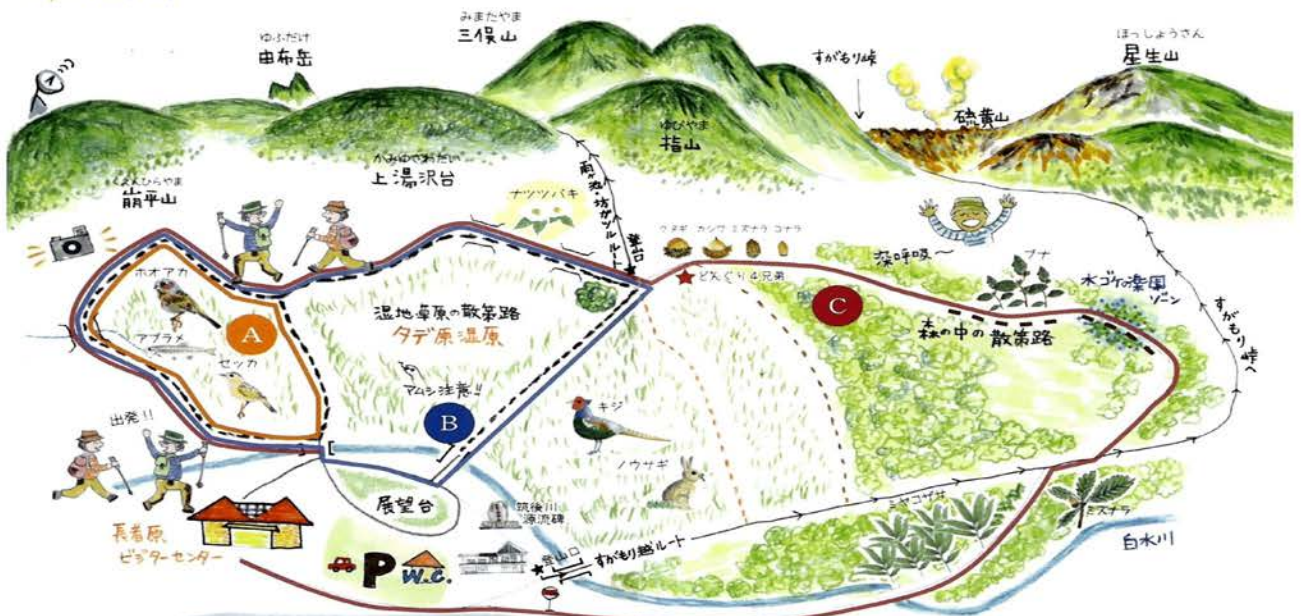 みまたやま
三俣山
ゆふだけ
由布岳
すがもり峠
ほっしょうさん
星生山
硫黄山
ゆびやま
指山
かみゆさわだい
上湯沢台
くえんひらやま
崩平山
ナツツバキ
雨ヶ池・坊がツルルート
登山口
クヌギ カシワ ミズナラ コナラ
どんぐり4兄弟
深呼吸〜
ブナ
水ゴケの楽園
ゾーン
森の中の散策路
すがもり峠へ
ホオアカ
A
アブラメ
セッカ
湿地草原の散策路
タデ原湿原
C
B
キジ
ノウサギ
出発!!
展望台
筑後川
源流碑
長者原
ビジターセンター
P
W.C.
登山口
すがもり越ルート
ミヤコザサ
ミズナラ
白水川